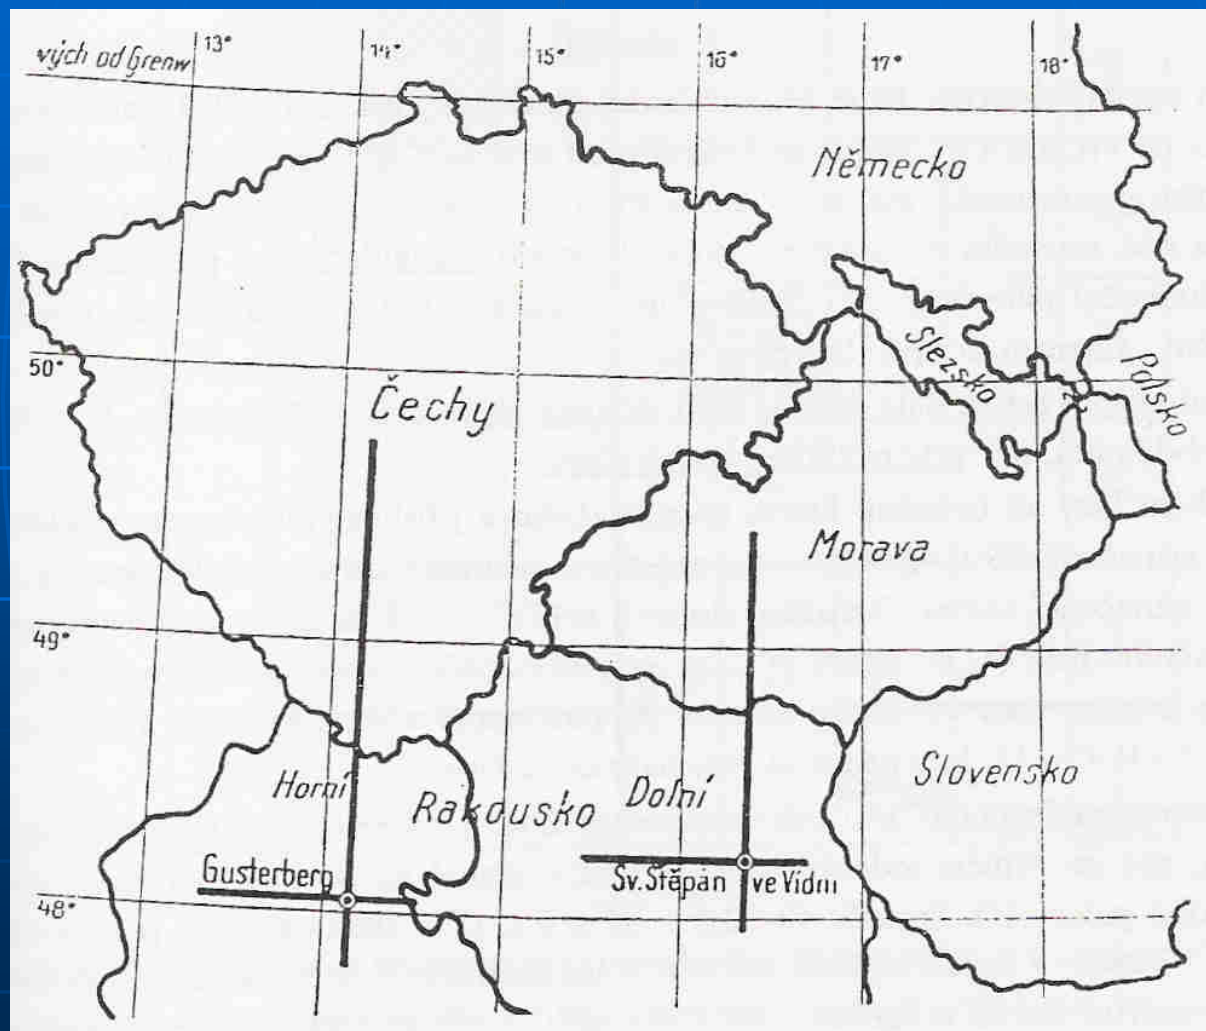 vých od Grenw
13°
14°
15°
16°
17°
18°
Německo
50°
Čechy
Slezsko
Polsko
Morava
49°
Horní
Rakousko
Dolní
Slovensko
Gusterberg
Sv. Štěpán ve Vídni
48°